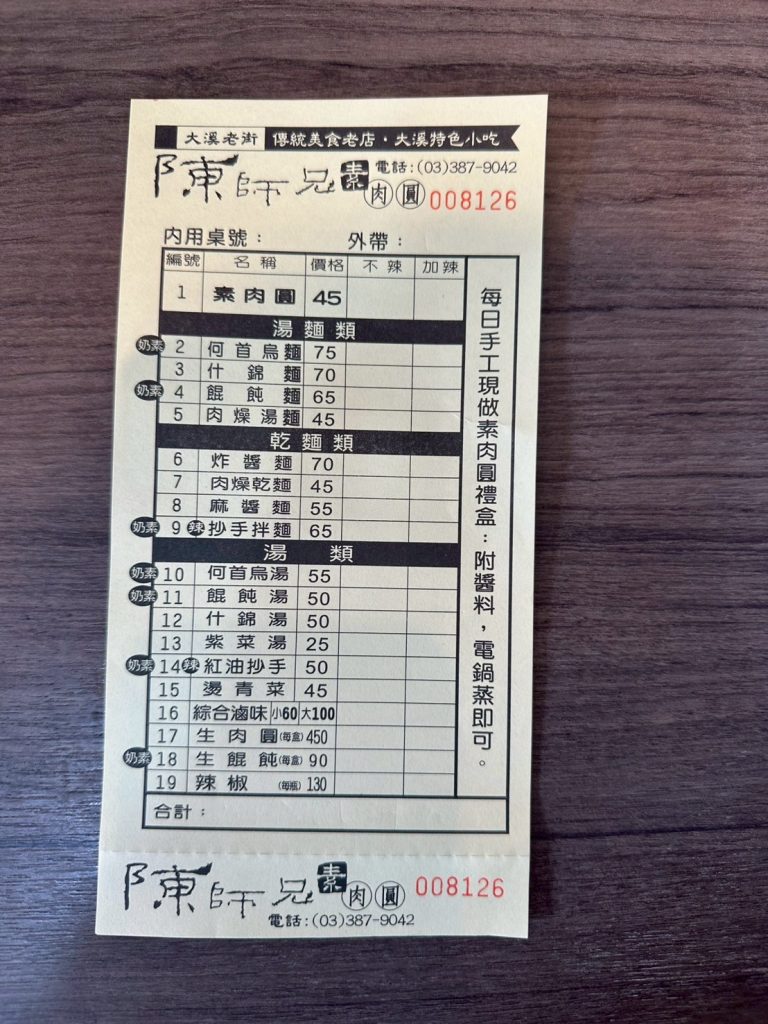 大溪老街 傳統美食老店・大溪特色小吃
陳師兄素肉圓 電話:(03)387-9042
008126
內用桌號： 外帶：
編號 名稱 價格 不辣 加辣
1 素肉圓 45
湯麵類
奶素 2 何首烏麵 75
3 什錦麵 70
奶素 4 餛飩麵 65
5 肉燥湯麵 45
乾麵類
6 炸醬麵 70
7 肉燥乾麵 45
8 麻醬麵 55
奶素 9 辣 抄手拌麵 65
湯類
奶素 10 何首烏湯 55
奶素 11 餛飩湯 50
12 什錦湯 50
13 紫菜湯 25
奶素 14 辣 紅油抄手 50
15 燙青菜 45
16 綜合滷味 小60 大100
17 生肉圓(每盒) 450
奶素 18 生餛飩(每盒) 90
19 辣椒 (每瓶) 130
合計：
每日手工現做素肉圓禮盒：附醬料，電鍋蒸即可。
陳師兄素肉圓 008126
電話:(03)387-9042